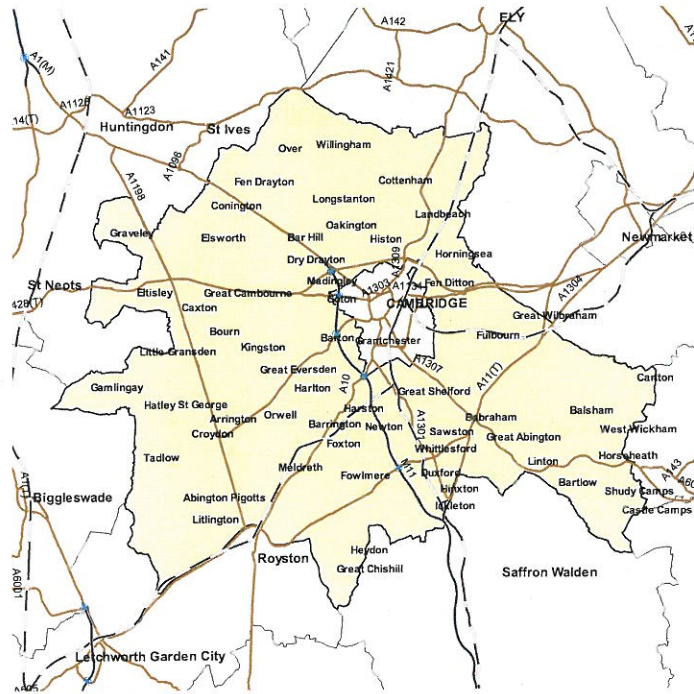 ELY
A142
A1421
A1(M)
A141
A1123
Huntingdon
St Ives
14(T)
A1096
A1198
Over
Willingham
Fen Drayton
Cottenham
Conington
Longstanton
Landbeach
Graveley
Elsworth
Oakington
Bar Hill
Histon
Newmarket
Dry Drayton
A1309
Horningsea
St Neots
Madingley
Fen Ditton
A1304
Eltisley
Great Cambourne
Coton
A1303
A1134
428(T)
Caxton
CAMBRIDGE
Great Wilbraham
Bourn
Barton
Grantchester
Fulbourn
Little Gransden
Kingston
A1307
A11(T)
Great Eversden
A10
Gamlingay
Harlton
Great Shelford
Hatley St George
Harston
Balsham
Arrington
Orwell
Barrington
Newton
A1301
Babraham
West Wickham
Croydon
Sawston
Great Abington
Foxton
Whittlesford
Tadlow
Meldreth
Linton
Horseheath
A143
Fowlmere
M11
Duxford
Bartlow
Shudy Camps
Biggleswade
Abington Pigotts
Hinxton
Ickleton
Castle Camps
Litlington
Royston
Heydon
Great Chishill
Saffron Walden
A6001
Letchworth Garden City